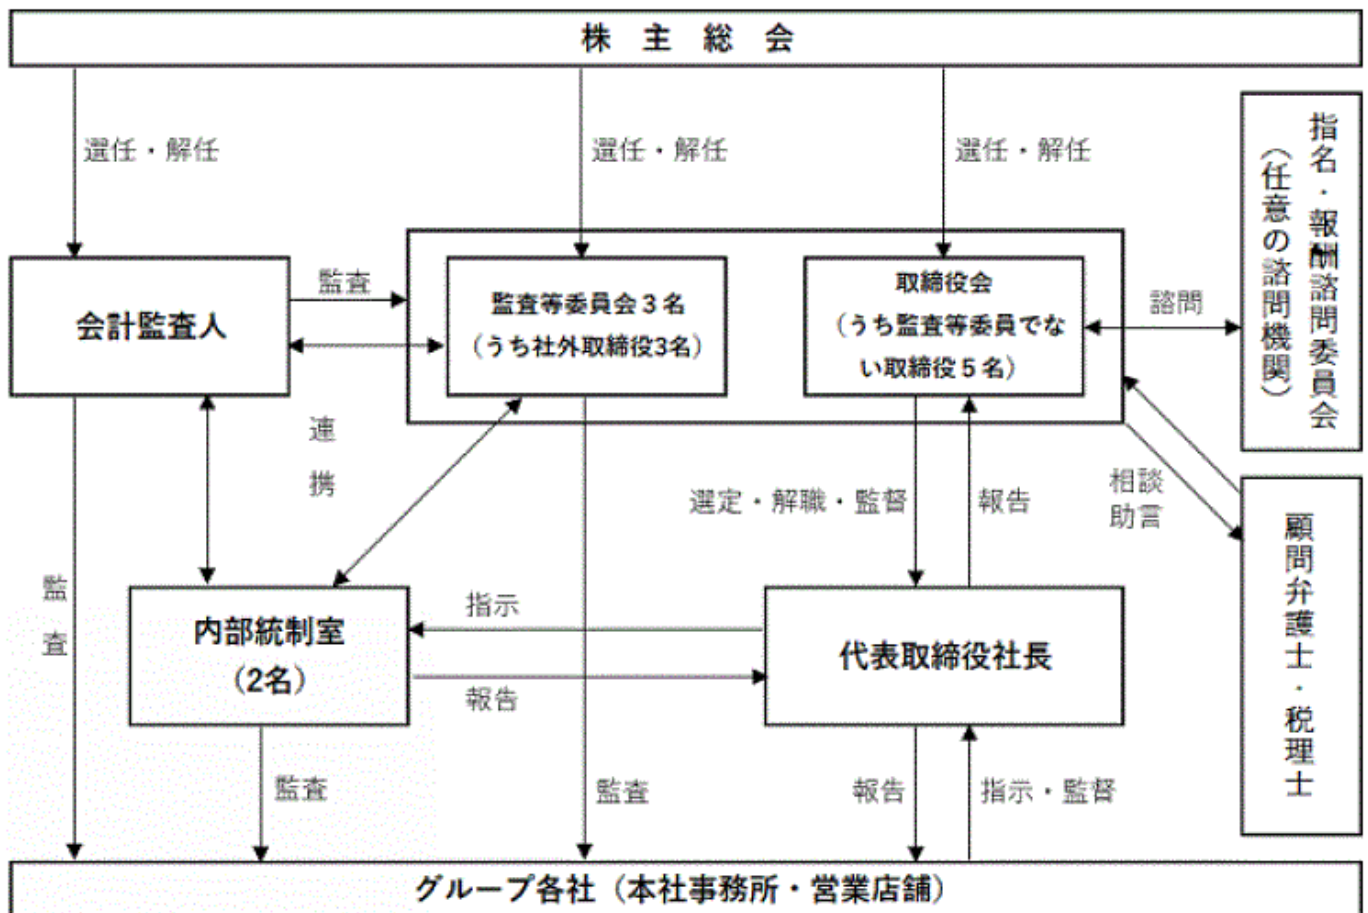 株 主 総 会
選任・解任
選任・解任
選任・解任
指名・報酬諮問委員会
（任意の諮問機関）
会計監査人
監査
監査等委員会３名
（うち社外取締役3名）
取締役会
（うち監査等委員でな
い取締役５名）
諮問
連
携
選定・解職・監督
報告
相談
助言
顧問弁護士・税理士
監
査
内部統制室
（2名）
指示
報告
代表取締役社長
監査
監査
報告
指示・監督
グループ各社（本社事務所・営業店舗）